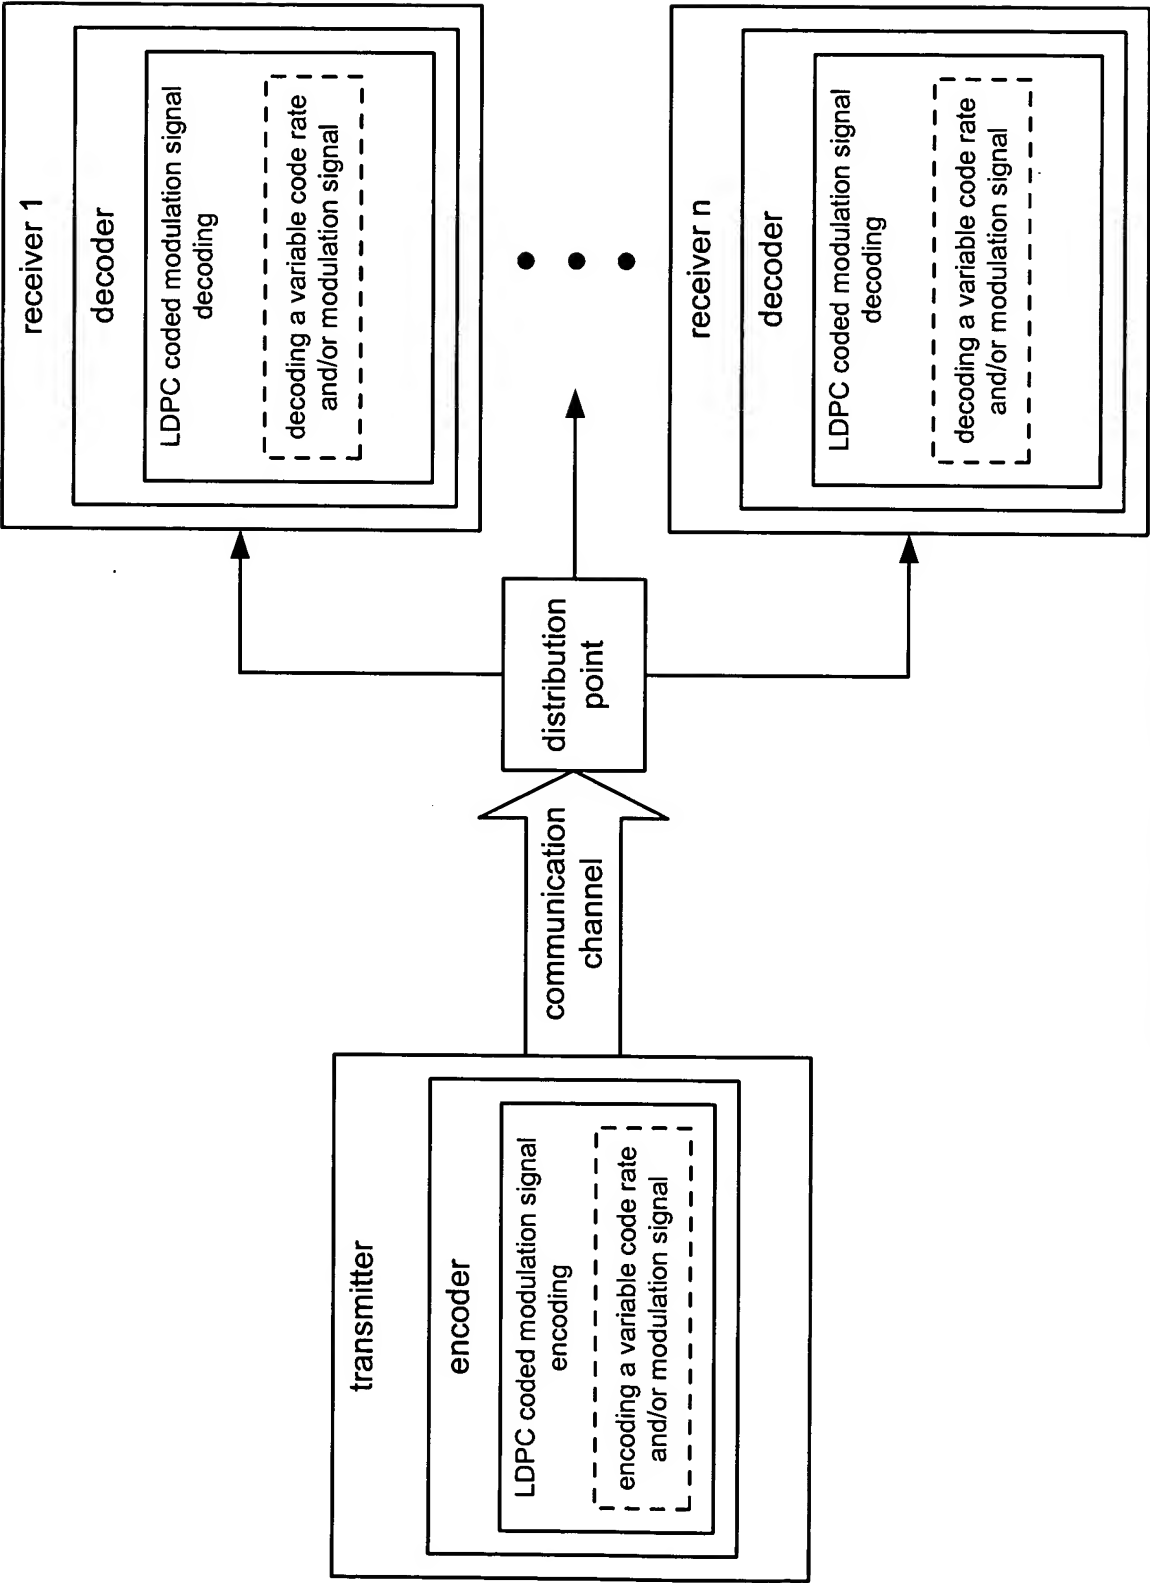 transmitter
encoder
LDPC coded modulation signal
encoding
encoding a variable code rate
and/or modulation signal
communication
channel
distribution
point
receiver 1
decoder
LDPC coded modulation signal
decoding
decoding a variable code rate
and/or modulation signal
receiver n
decoder
LDPC coded modulation signal
decoding
decoding a variable code rate
and/or modulation signal